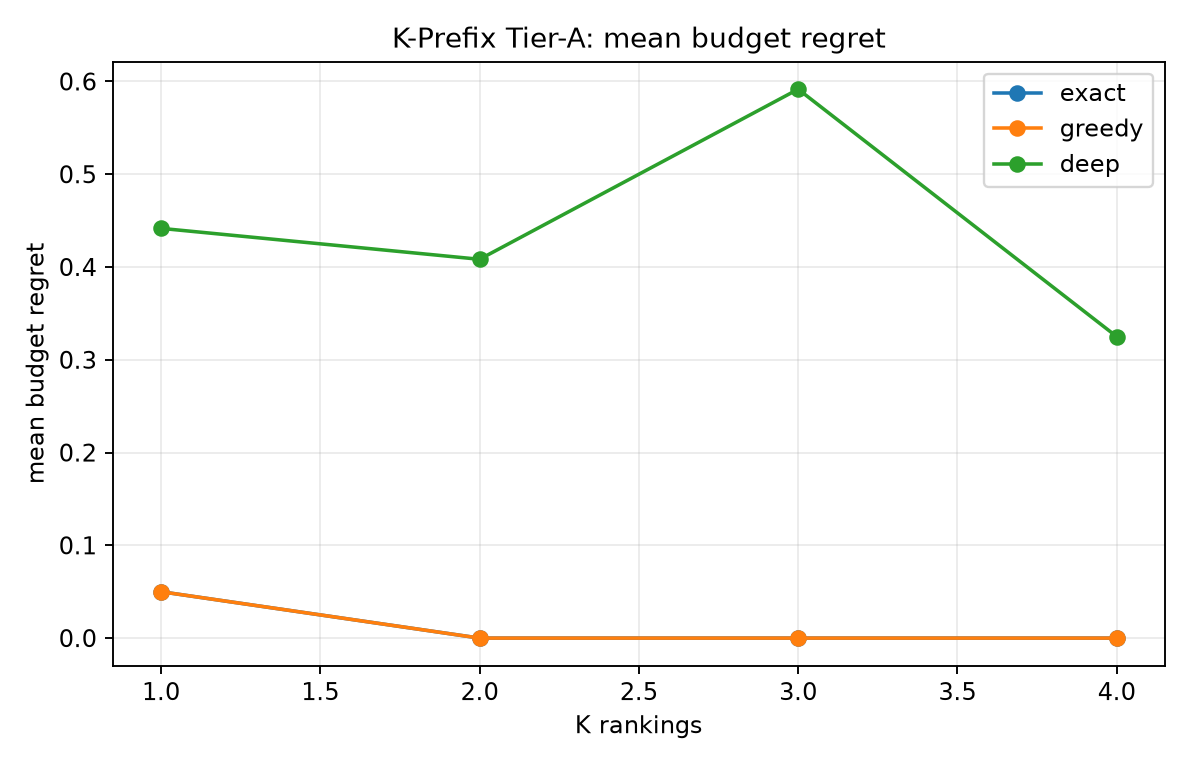 K-Prefix Tier-A: mean budget regret
exact
greedy
deep
mean budget regret
0.6
0.5
0.4
0.3
0.2
0.1
0.0
1.0 1.5 2.0 2.5 3.0 3.5 4.0
K rankings